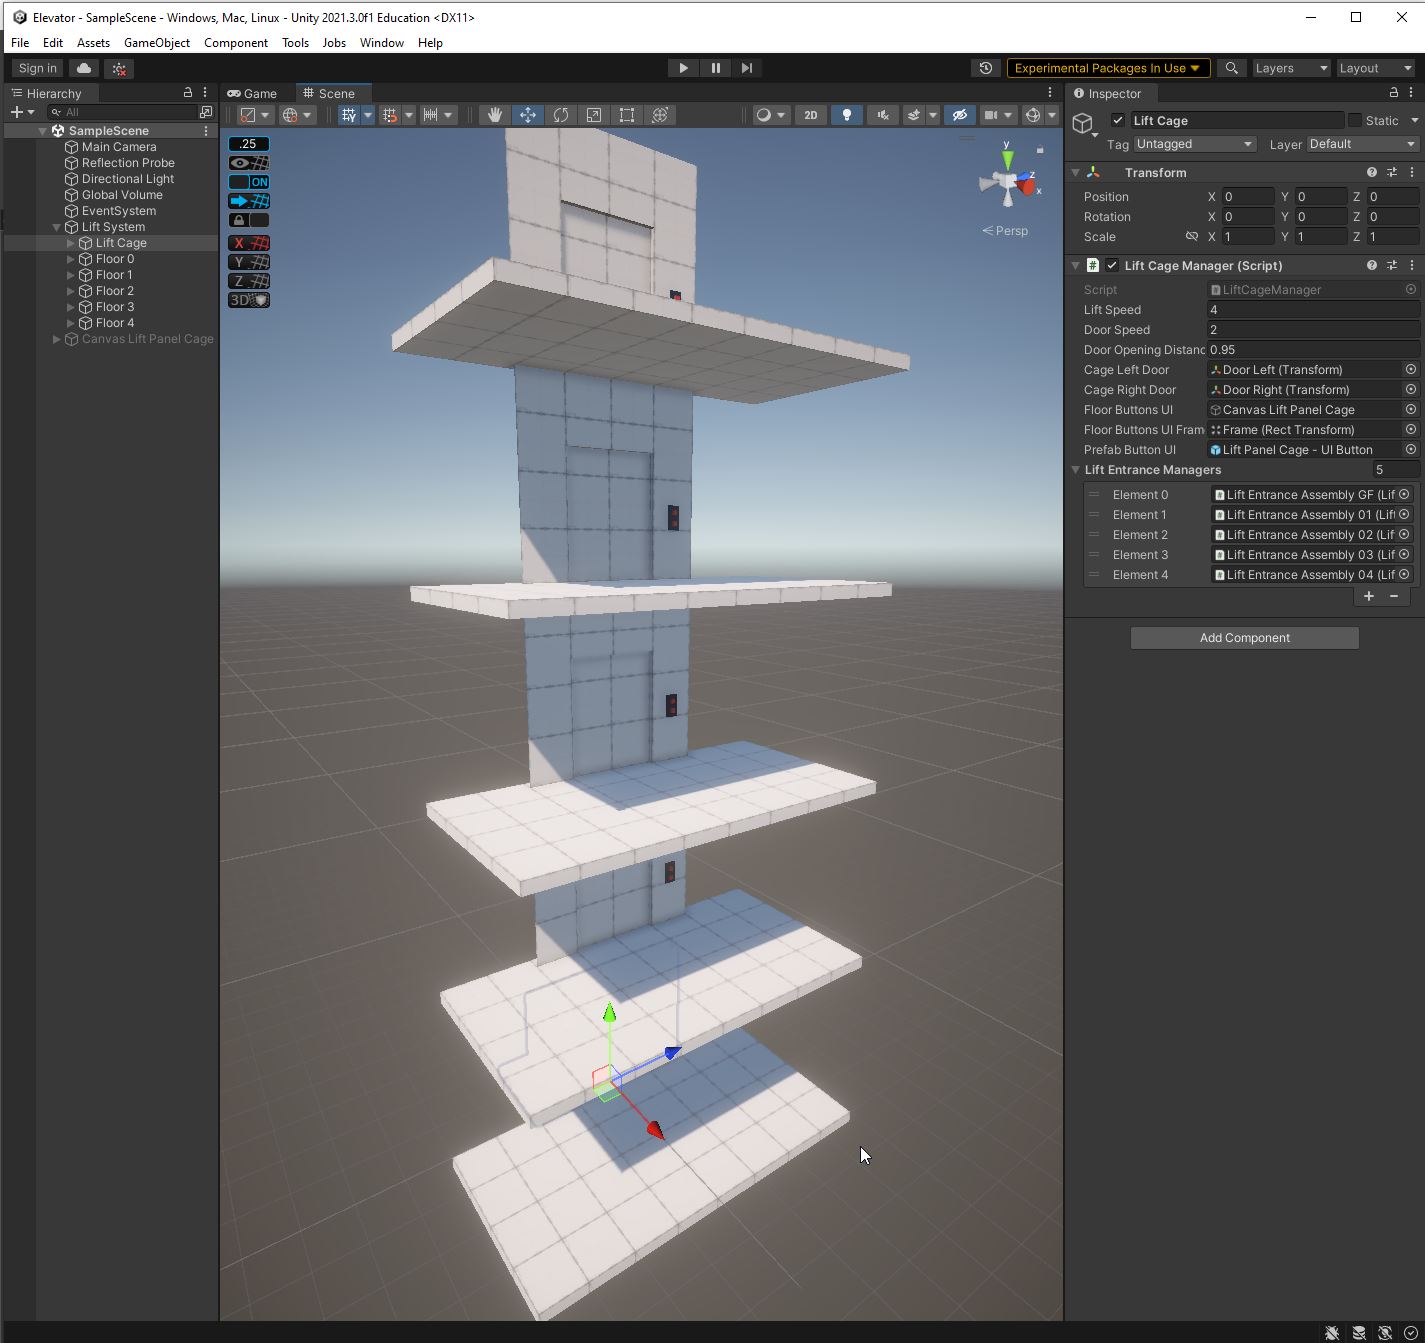 Elevator - SampleScene - Windows, Mac, Linux - Unity 2021.3.0f1 Education <DX11>
File Edit Assets GameObject Component Tools Jobs Window Help
Sign in
Experimental Packages In Use
Layers
Layout
Hierarchy
All
SampleScene
Main Camera
Reflection Probe
Directional Light
Global Volume
EventSystem
Lift System
Lift Cage
Floor 0
Floor 1
Floor 2
Floor 3
Floor 4
Canvas Lift Panel Cage
Game
Scene
2D
.25
ON
X
Y
Z
3D
y
z
x
< Persp
Inspector
Lift Cage
Static
Tag Untagged Layer Default
Transform
Position X 0 Y 0 Z 0
Rotation X 0 Y 0 Z 0
Scale X 1 Y 1 Z 1
Lift Cage Manager (Script)
Script LiftCageManager
Lift Speed 4
Door Speed 2
Door Opening Distanc 0.95
Cage Left Door Door Left (Transform)
Cage Right Door Door Right (Transform)
Floor Buttons UI Canvas Lift Panel Cage
Floor Buttons UI Fram Frame (Rect Transform)
Prefab Button UI Lift Panel Cage - UI Button
Lift Entrance Managers 5
Element 0 Lift Entrance Assembly GF (Lif
Element 1 Lift Entrance Assembly 01 (Lif
Element 2 Lift Entrance Assembly 02 (Lif
Element 3 Lift Entrance Assembly 03 (Lif
Element 4 Lift Entrance Assembly 04 (Lif
+ −
Add Component